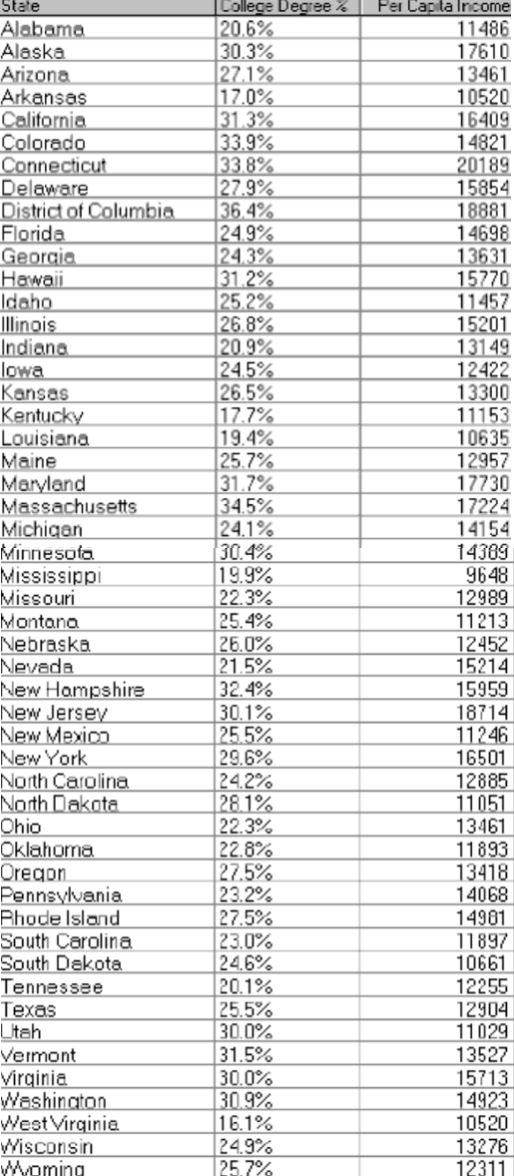 State College Degree % Per Capita Income
Alabama 20.6% 11486
Alaska 30.3% 17610
Arizona 27.1% 13461
Arkansas 17.0% 10520
California 31.3% 16409
Colorado 33.9% 14821
Connecticut 33.8% 20189
Delaware 27.9% 15854
District of Columbia 36.4% 18881
Florida 24.9% 14698
Georgia 24.3% 13631
Hawaii 31.2% 15770
Idaho 25.2% 11457
Illinois 26.8% 15201
Indiana 20.9% 13149
Iowa 24.5% 12422
Kansas 26.5% 13300
Kentucky 17.7% 11153
Louisiana 19.4% 10635
Maine 25.7% 12957
Maryland 31.7% 17730
Massachusetts 34.5% 17224
Michigan 24.1% 14154
Minnesota 30.4% 14389
Mississippi 19.9% 9648
Missouri 22.3% 12989
Montana 25.4% 11213
Nebraska 26.0% 12452
Nevada 21.5% 15214
New Hampshire 32.4% 15959
New Jersey 30.1% 18714
New Mexico 25.5% 11246
New York 29.6% 16501
North Carolina 24.2% 12885
North Dakota 28.1% 11051
Ohio 22.3% 13461
Oklahoma 22.8% 11893
Oregon 27.5% 13418
Pennsylvania 23.2% 14068
Rhode Island 27.5% 14981
South Carolina 23.0% 11897
South Dakota 24.6% 10661
Tennessee 20.1% 12255
Texas 25.5% 12904
Utah 30.0% 11029
Vermont 31.5% 13527
Virginia 30.0% 15713
Washington 30.9% 14923
West Virginia 16.1% 10520
Wisconsin 24.9% 13276
Wyoming 25.7% 12311